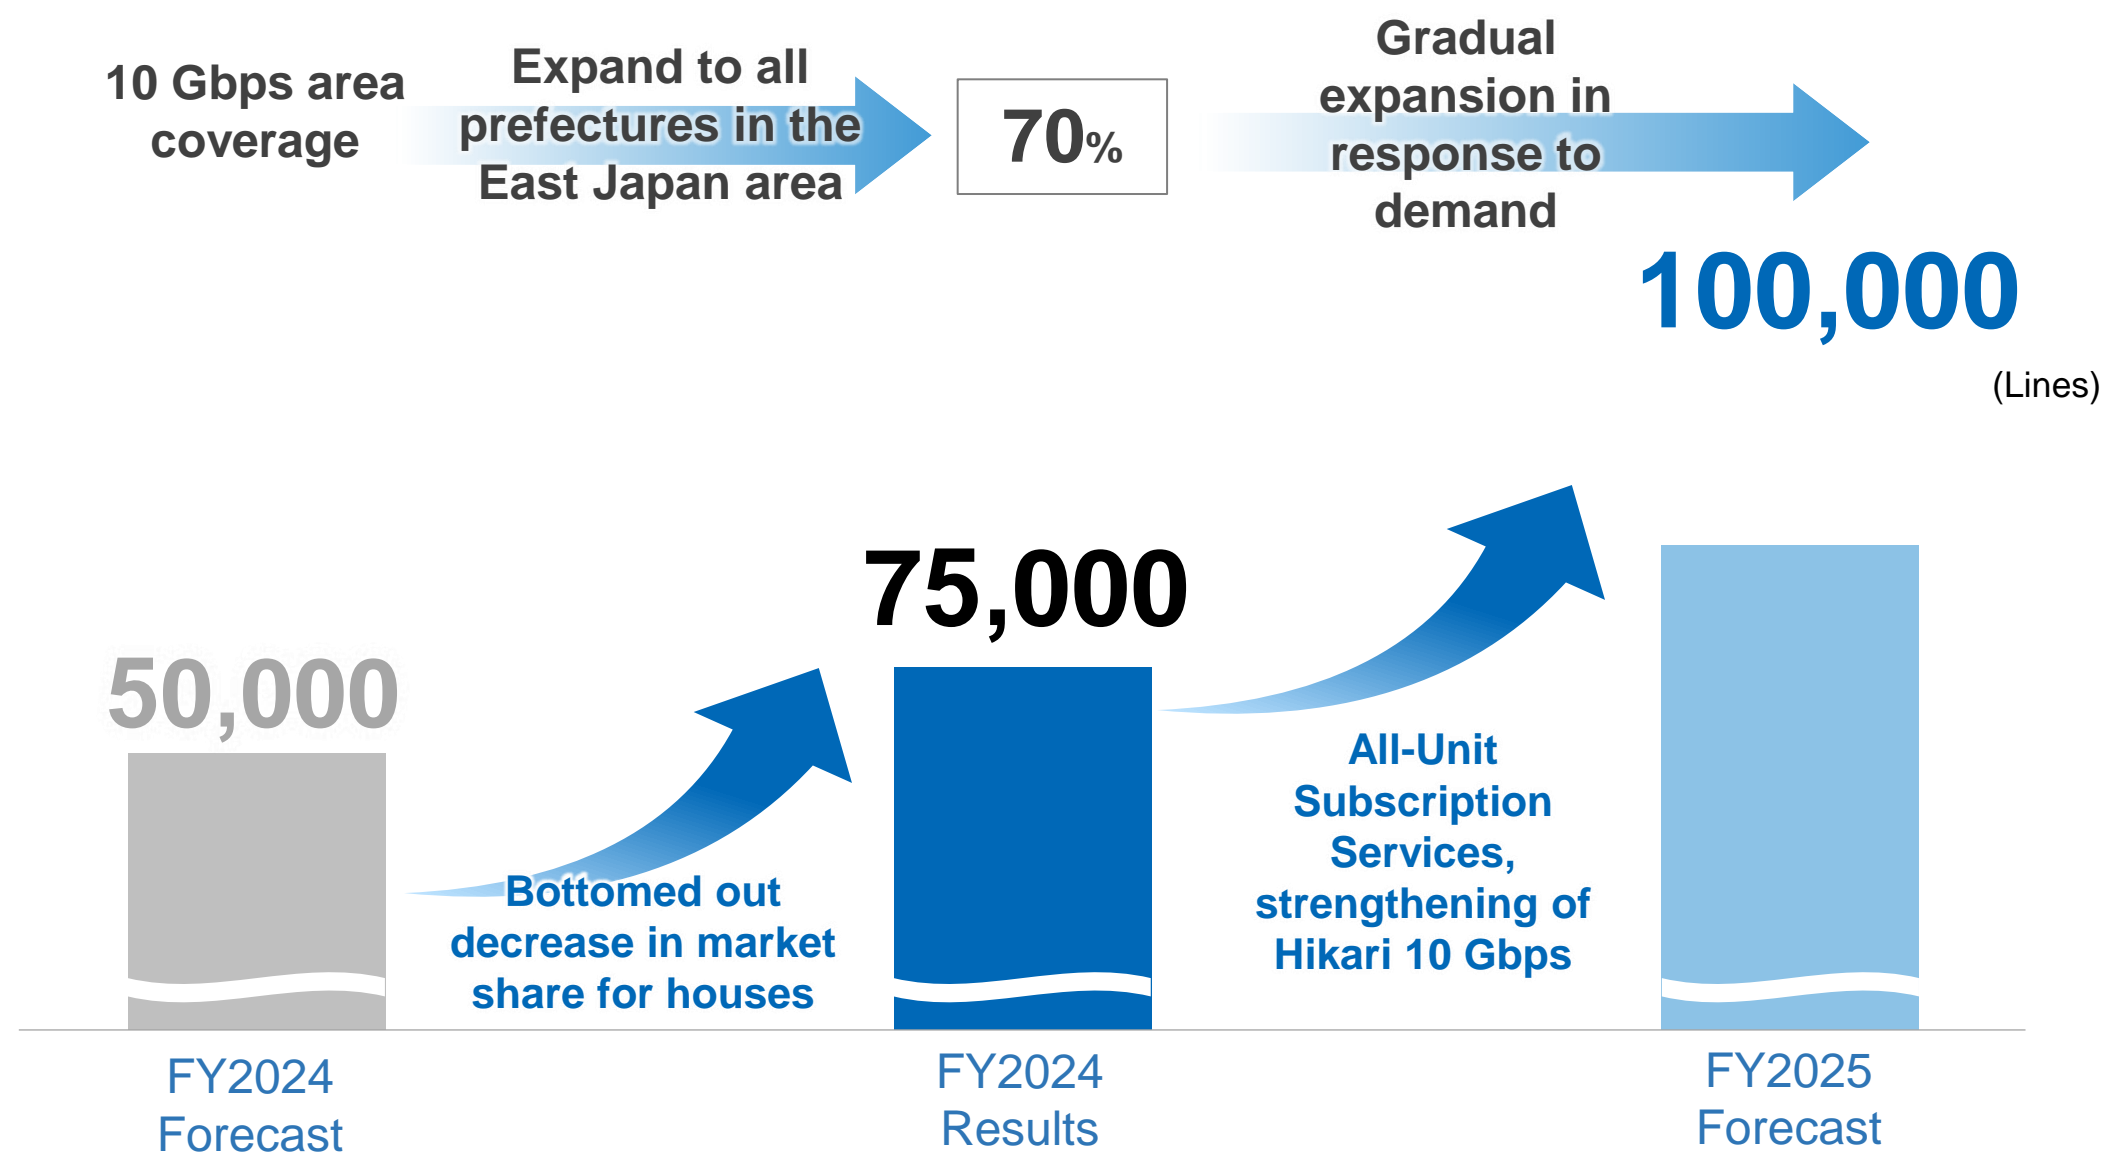 10 Gbps area
coverage
Expand to all
prefectures in the
East Japan area
70%
Gradual
expansion in
response to
demand
100,000
(Lines)
50,000
75,000
Bottomed out
decrease in market
share for houses
All-Unit
Subscription
Services,
strengthening of
Hikari 10 Gbps
FY2024
Forecast
FY2024
Results
FY2025
Forecast